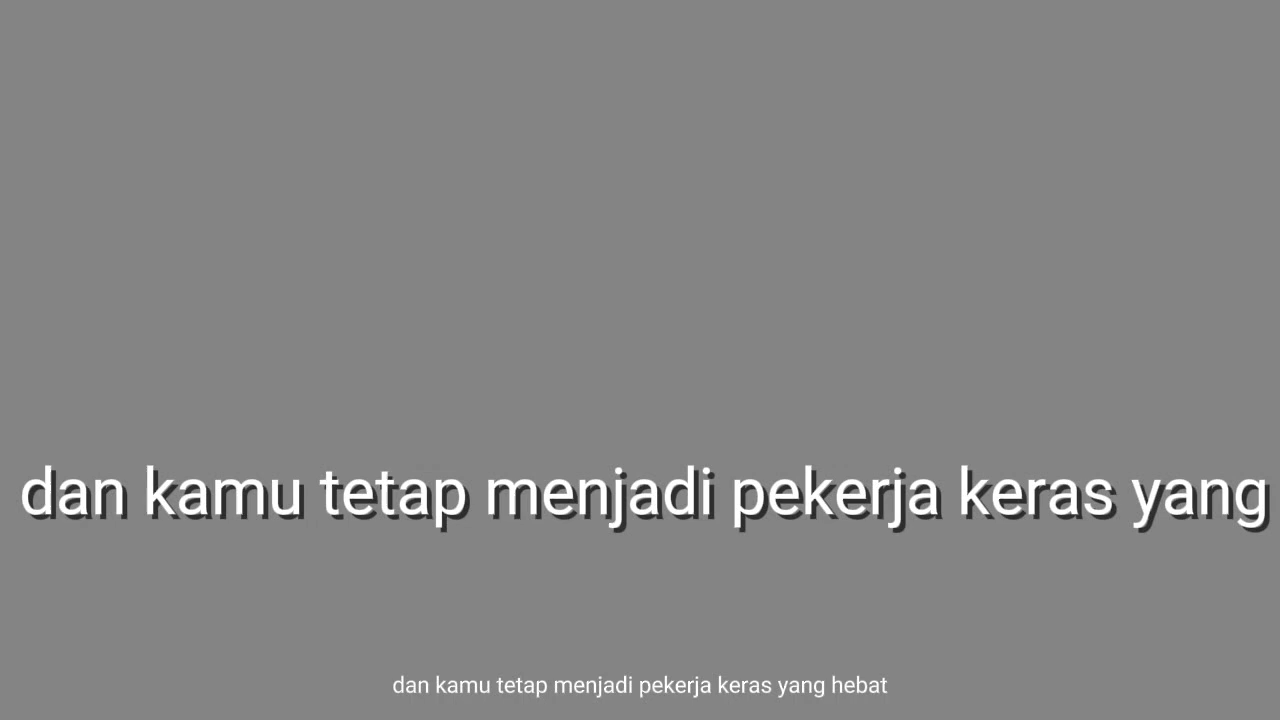 dan kamu tetap menjadi pekerja keras yang
dan kamu tetap menjadi pekerja keras yang hebat